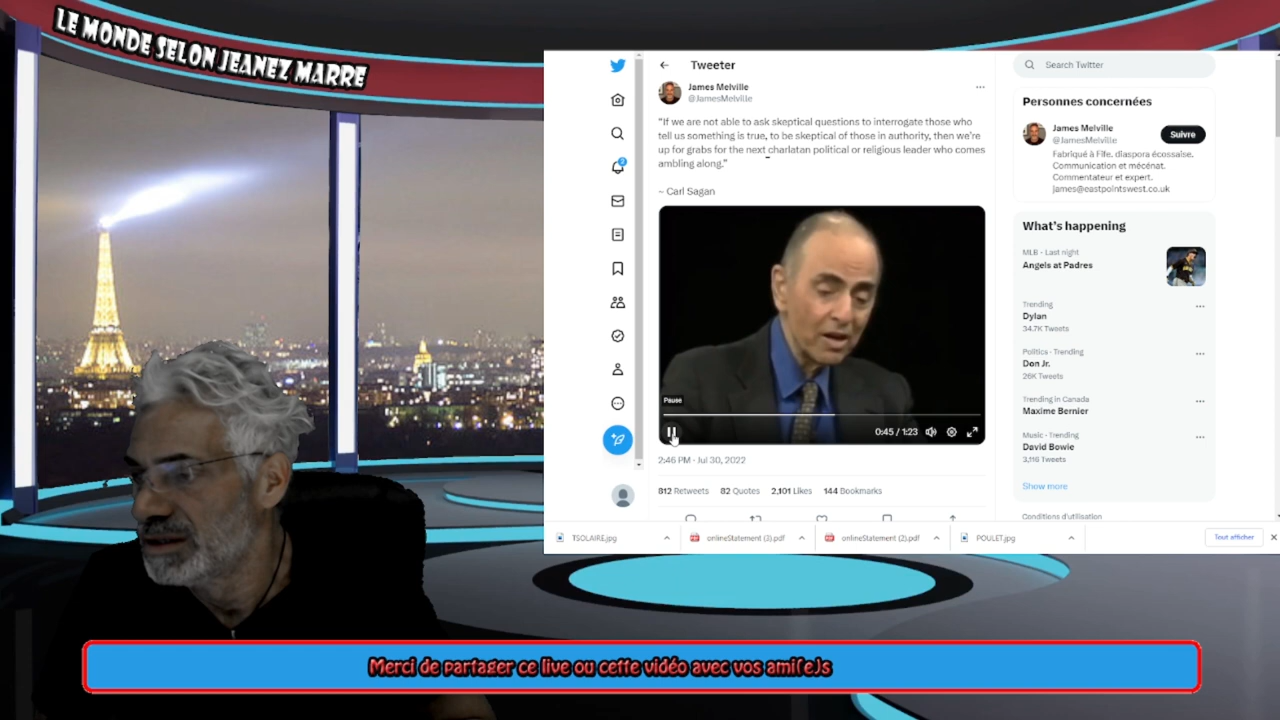 LE MONDE SELON JEANEZ MARRE
Tweeter
James Melville
@JamesMelville
"If we are not able to ask skeptical questions to interrogate those who
tell us something is true, to be skeptical of those in authority, then we're
up for grabs for the next charlatan political or religious leader who comes
ambling along."
~ Carl Sagan
Pause
0:45 / 1:23
2:46 PM · Jul 30, 2022
812 Retweets 82 Quotes 2,101 Likes 144 Bookmarks
Search Twitter
Personnes concernées
James Melville
@JamesMelville
Suivre
Fabriqué à Fife. diaspora écossaise.
Communication et mécénat.
Commentateur et expert.
james@eastpointswest.co.uk
What's happening
MLB · Last night
Angels at Padres
Trending
Dylan
34.7K Tweets
Politics · Trending
Don Jr.
26K Tweets
Trending in Canada
Maxime Bernier
Music · Trending
David Bowie
3,116 Tweets
Show more
Conditions d'utilisation
TSOLAIRE.jpg
onlineStatement (3).pdf
onlineStatement (2).pdf
POULET.jpg
Tout afficher
Merci de partager ce live ou cette vidéo avec vos ami(e)s